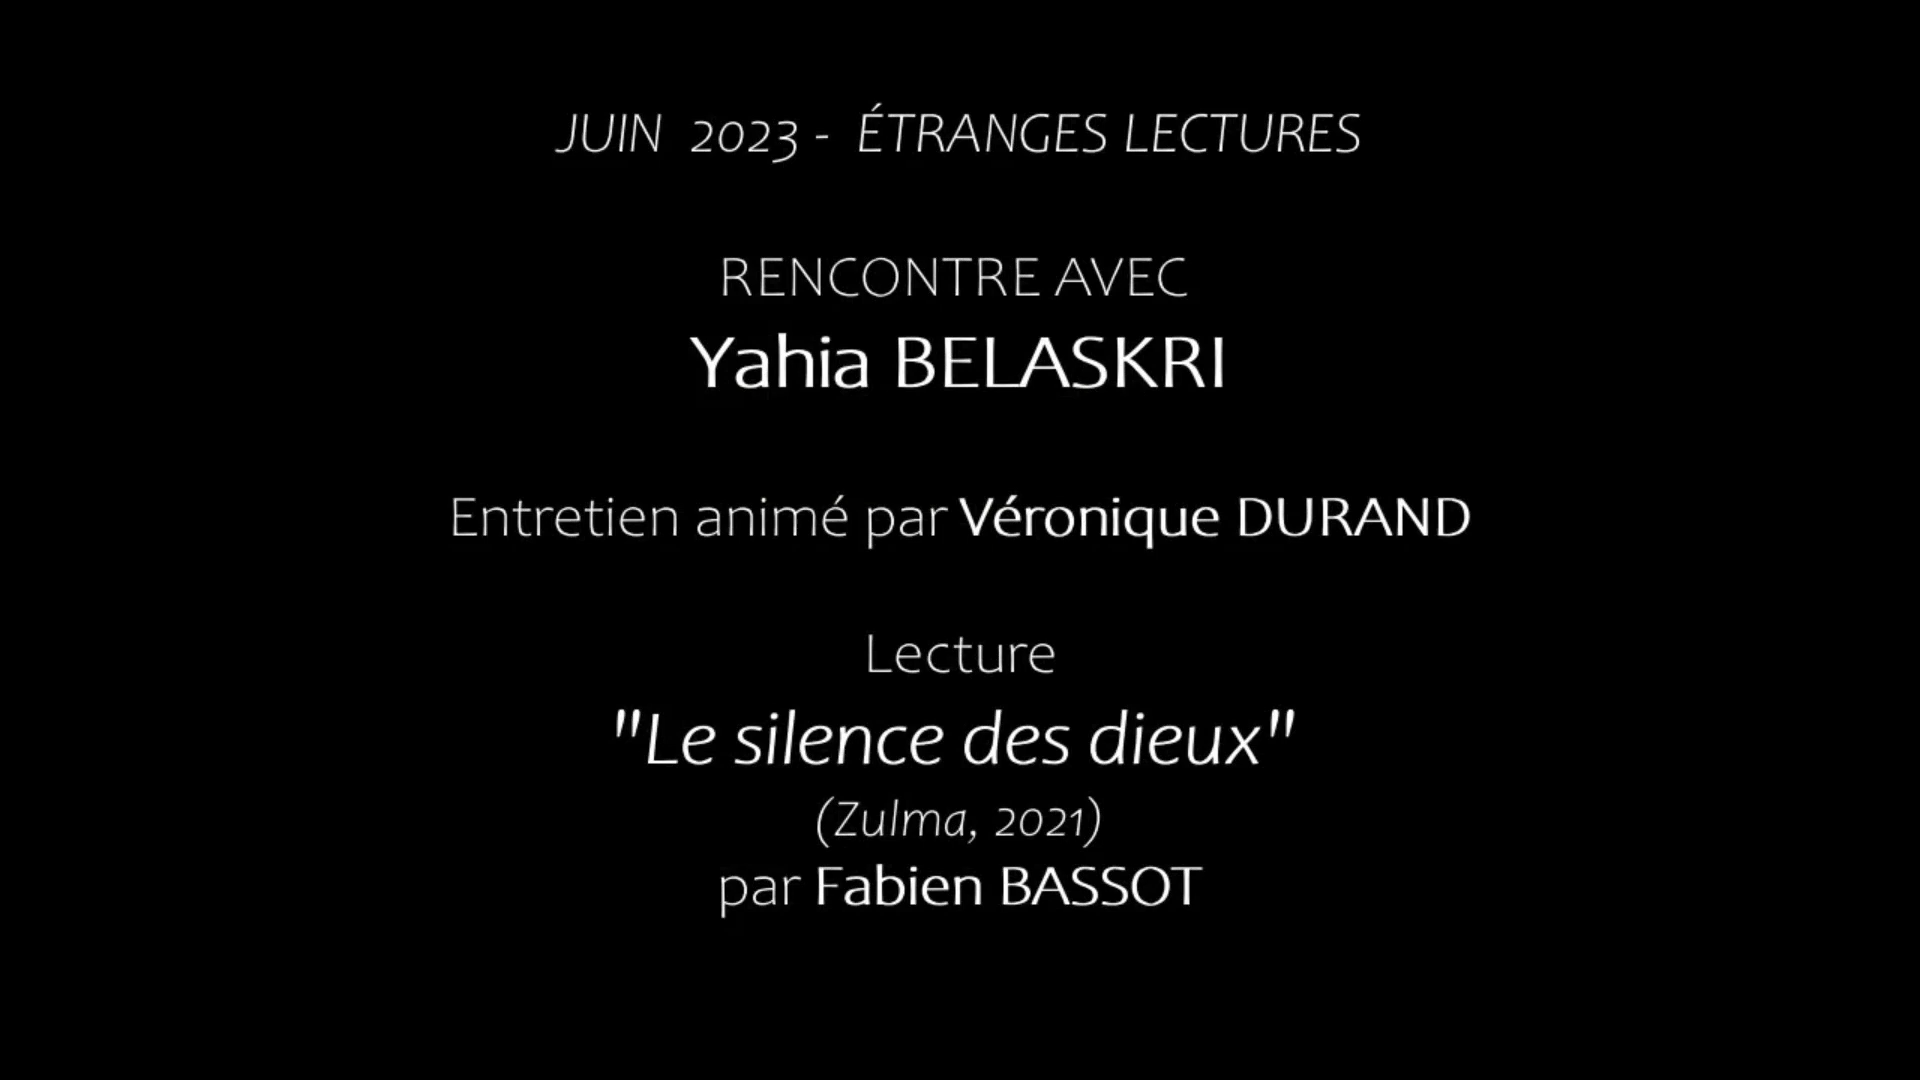 JUIN 2023 - ÉTRANGES LECTURES
RENCONTRE AVEC
Yahia BELASKRI
Entretien animé par Véronique DURAND
Lecture
"Le silence des dieux"
(Zulma, 2021)
par Fabien BASSOT